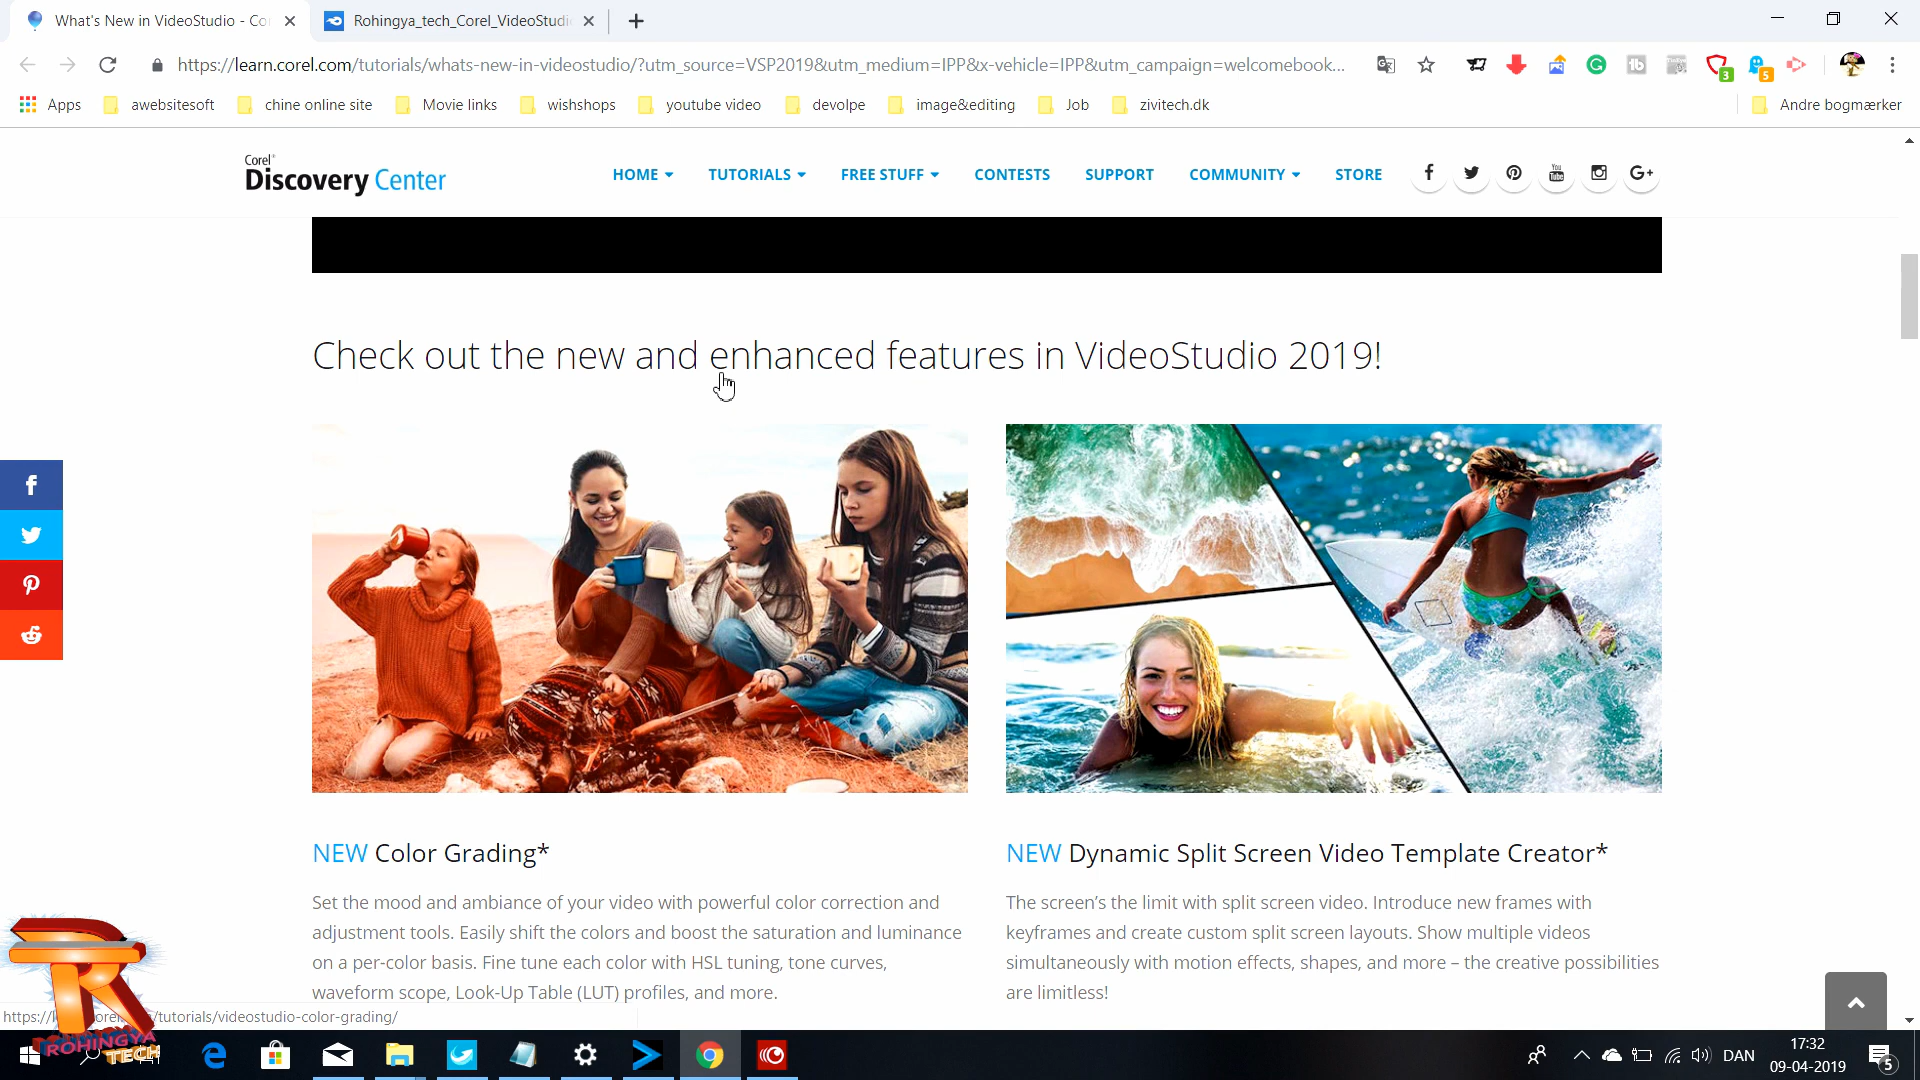 What's New in VideoStudio - Co
Rohingya_tech_Corel_VideoStudi
https://learn.corel.com/tutorials/whats-new-in-videostudio/?utm_source=VSP2019&utm_medium=IPP&x-vehicle=IPP&utm_campaign=welcomebook...
3
5
Apps
awebsitesoft
chine online site
Movie links
wishshops
youtube video
devolpe
image&editing
Job
zivitech.dk
Andre bogmærker
Corel®
Discovery Center
HOME
TUTORIALS
FREE STUFF
CONTESTS
SUPPORT
COMMUNITY
STORE
You Tube
G+
Check out the new and enhanced features in VideoStudio 2019!
NEW Color Grading*
Set the mood and ambiance of your video with powerful color correction and
adjustment tools. Easily shift the colors and boost the saturation and luminance
on a per-color basis. Fine tune each color with HSL tuning, tone curves,
waveform scope, Look-Up Table (LUT) profiles, and more.
NEW Dynamic Split Screen Video Template Creator*
The screen's the limit with split screen video. Introduce new frames with
keyframes and create custom split screen layouts. Show multiple videos
simultaneously with motion effects, shapes, and more – the creative possibilities
are limitless!
/tutorials/videostudio-color-grading/
R
ROHINGYA
TECH
DAN
17:32
09-04-2019
5